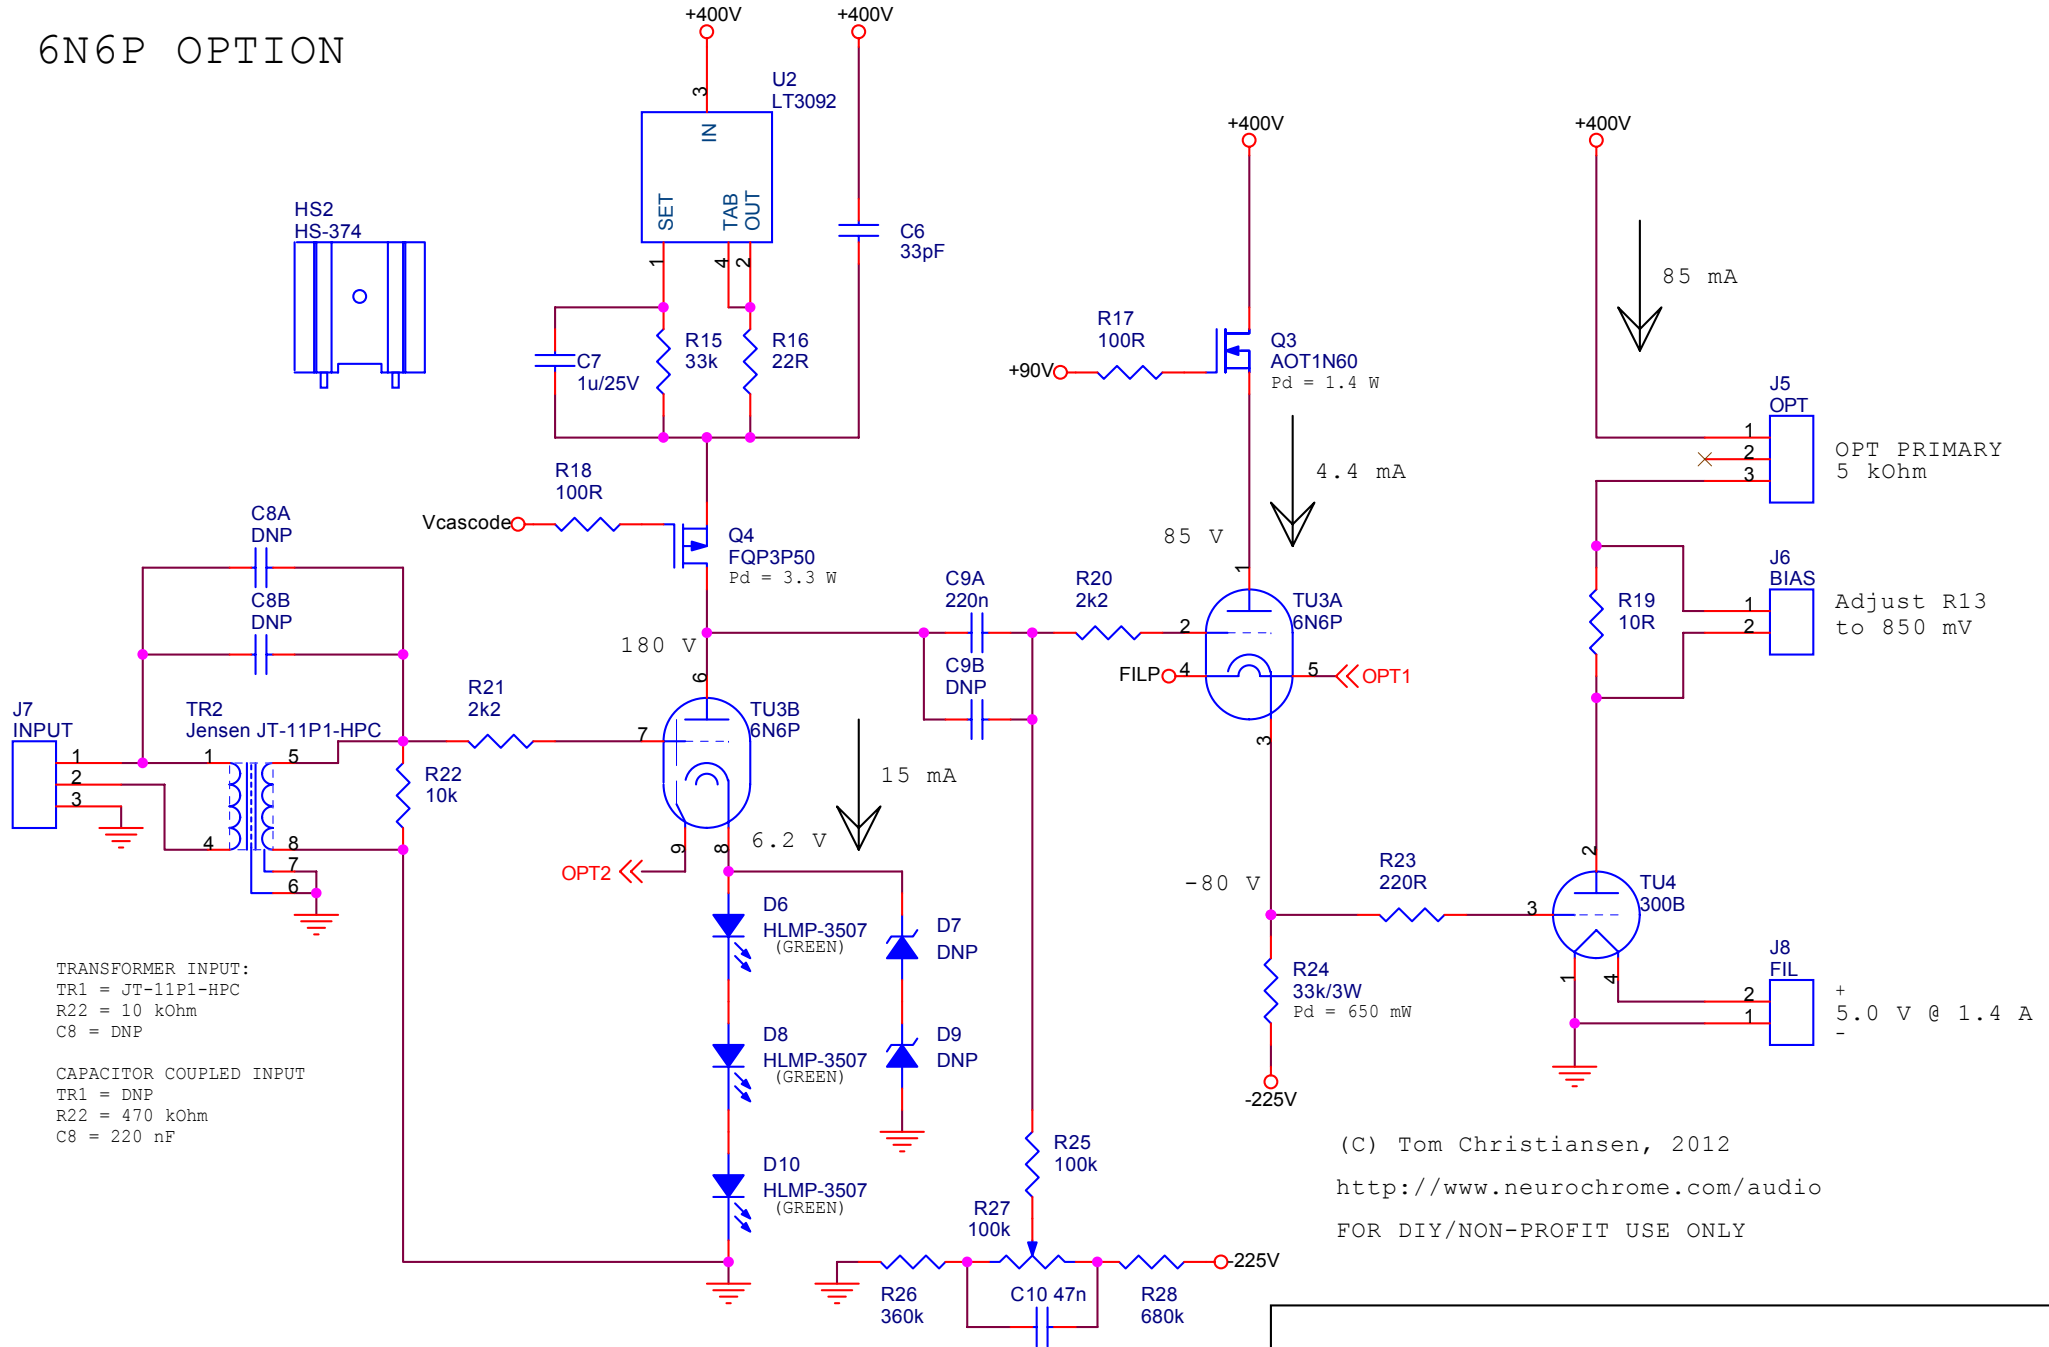 6N6P OPTION
+400V
+400V
U2
LT3092
3
IN
SET
TAB
OUT
1
4
2
C6
33pF
HS2
HS-374
C7
1u/25V
R15
33k
R16
22R
+400V
R17
100R
+90V
Q3
AOT1N60
Pd = 1.4 W
4.4 mA
85 V
+400V
85 mA
J5
OPT
1
2
3
OPT PRIMARY
5 kOhm
J6
BIAS
1
2
Adjust R13
to 850 mV
R19
10R
R18
100R
Vcascode
Q4
FQP3P50
Pd = 3.3 W
180 V
C8A
DNP
C8B
DNP
J7
INPUT
1
2
3
TR2
Jensen JT-11P1-HPC
1
4
5
8
7
6
R21
2k2
R22
10k
6
7
TU3B
6N6P
9
8
OPT2
6.2 V
15 mA
C9A
220n
C9B
DNP
R20
2k2
1
2
TU3A
6N6P
FILP
4
5
OPT1
3
-80 V
R23
220R
2
3
TU4
300B
1
4
J8
FIL
2
1
+
5.0 V @ 1.4 A
-
R24
33k/3W
Pd = 650 mW
-225V
D6
HLMP-3507
(GREEN)
D7
DNP
D8
HLMP-3507
(GREEN)
D9
DNP
D10
HLMP-3507
(GREEN)
TRANSFORMER INPUT:
TR1 = JT-11P1-HPC
R22 = 10 kOhm
C8 = DNP
CAPACITOR COUPLED INPUT
TR1 = DNP
R22 = 470 kOhm
C8 = 220 nF
R25
100k
R27
100k
R26
360k
C10 47n
R28
680k
-225V
(C) Tom Christiansen, 2012
http://www.neurochrome.com/audio
FOR DIY/NON-PROFIT USE ONLY